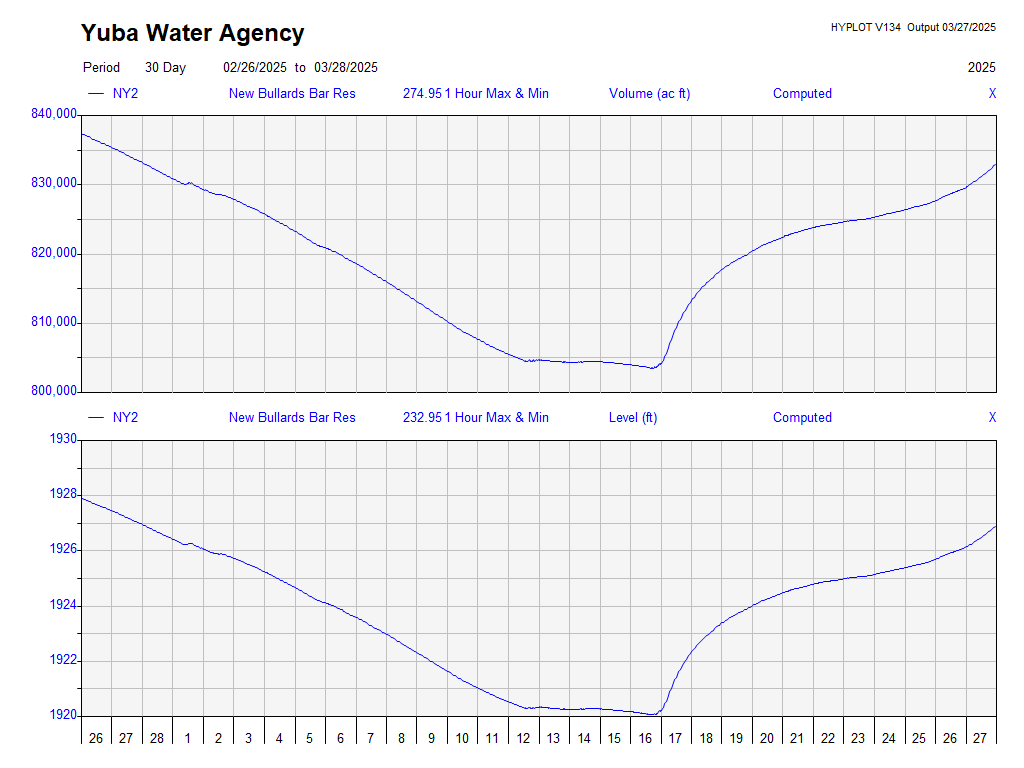 Yuba Water Agency
HYPLOT V134 Output 03/27/2025
Period 30 Day 02/26/2025 to 03/28/2025 2025
NY2 New Bullards Bar Res 274.95 1 Hour Max & Min Volume (ac ft) Computed X
840,000
830,000
820,000
810,000
800,000
NY2 New Bullards Bar Res 232.95 1 Hour Max & Min Level (ft) Computed X
1930
1928
1926
1924
1922
1920
26 27 28 1 2 3 4 5 6 7 8 9 10 11 12 13 14 15 16 17 18 19 20 21 22 23 24 25 26 27